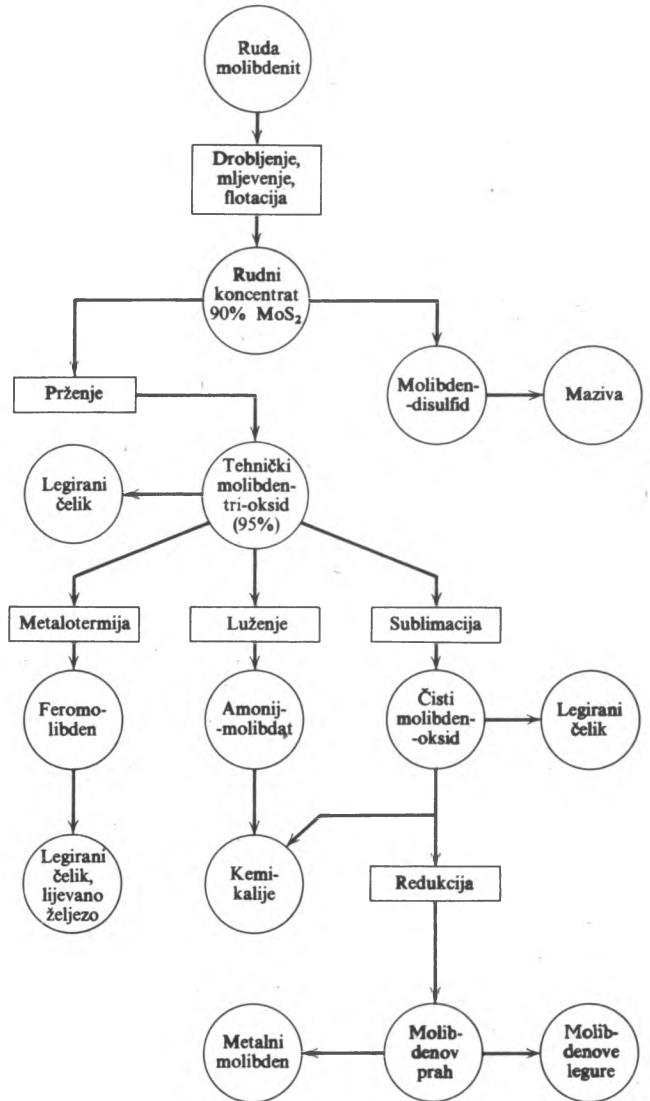 Ruda
molibdenit
Drobljenje,
mljevenje,
flotacija
Rudni
koncentrat
90% MoS₂
Prženje
Molibden-
-disulfid
Maziva
Legirani
čelik
Tehnički
molibden-
tri-oksid
(95%)
Metalotermija
Luženje
Sublimacija
Feromo-
libden
Amonij-
-molibdat
Čisti
molibden-
-oksid
Legirani
čelik
Legirani
čelik,
lijevano
željezo
Kemi-
kalije
Redukcija
Metalni
molibden
Molib-
denov
prah
Molib-
denove
legure